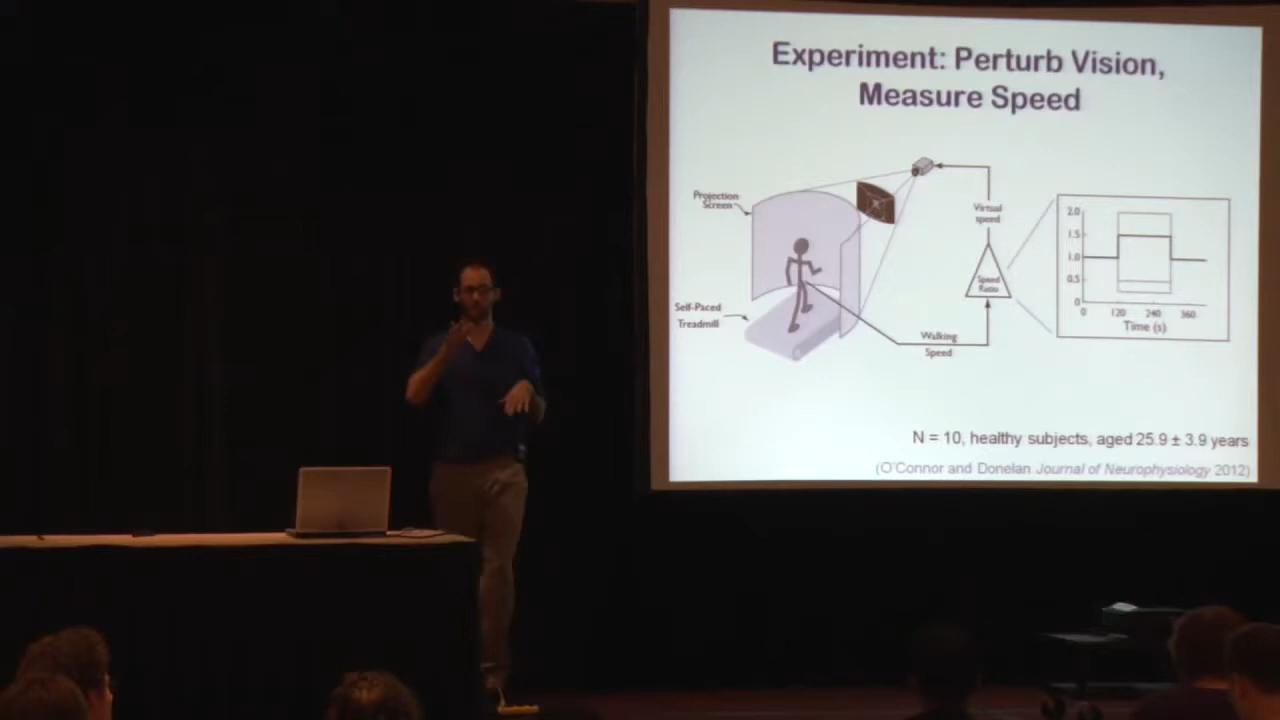 Experiment: Perturb Vision,
Measure Speed
Projection
Screen
Virtual
speed
Speed
Ratio
Self-Paced
Treadmill
Walking
Speed
2.0
1.5
1.0
0.5
0
0 120 240 360
Time (s)
N = 10, healthy subjects, aged 25.9 ± 3.9 years
(O'Connor and Donelan Journal of Neurophysiology 2012)